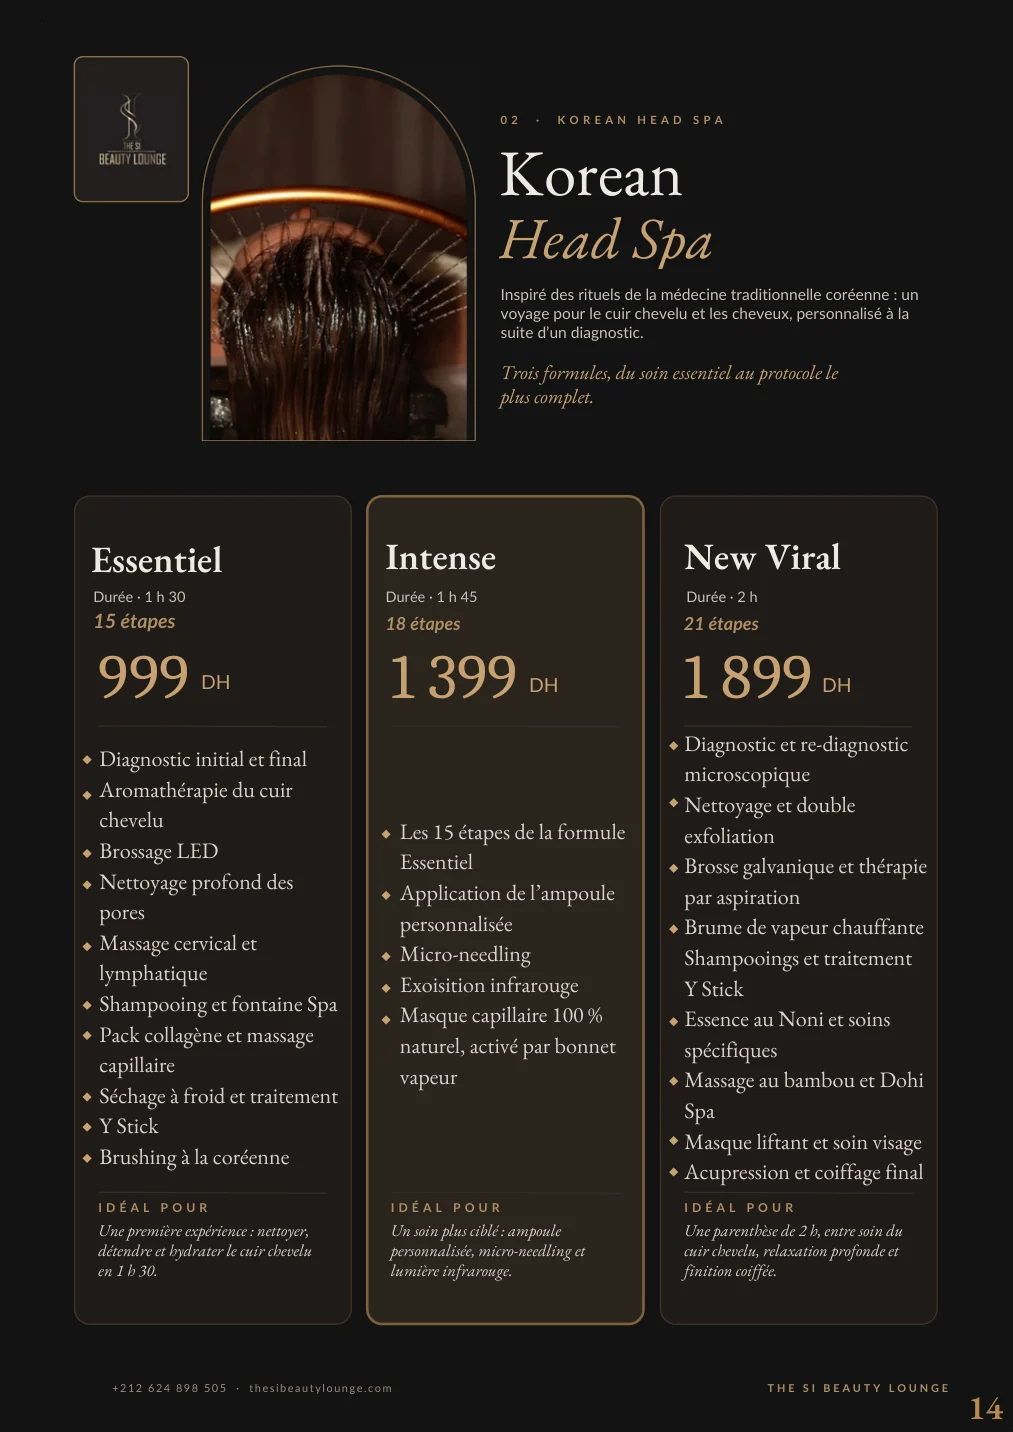 THE SI
BEAUTY LOUNGE
02 · KOREAN HEAD SPA
Korean
Head Spa
Inspiré des rituels de la médecine traditionnelle coréenne : un
voyage pour le cuir chevelu et les cheveux, personnalisé à la
suite d’un diagnostic.
Trois formules, du soin essentiel au protocole le
plus complet.
Essentiel
Durée · 1 h 30
15 étapes
999 DH
Diagnostic initial et final
Aromathérapie du cuir
chevelu
Brossage LED
Nettoyage profond des
pores
Massage cervical et
lymphatique
Shampooing et fontaine Spa
Pack collagène et massage
capillaire
Séchage à froid et traitement
Y Stick
Brushing à la coréenne
IDÉAL POUR
Une première expérience : nettoyer,
détendre et hydrater le cuir chevelu
en 1 h 30.
Intense
Durée · 1 h 45
18 étapes
1 399 DH
Les 15 étapes de la formule
Essentiel
Application de l’ampoule
personnalisée
Micro-needling
Exoisition infrarouge
Masque capillaire 100 %
naturel, activé par bonnet
vapeur
IDÉAL POUR
Un soin plus ciblé : ampoule
personnalisée, micro-needling et
lumière infrarouge.
New Viral
Durée · 2 h
21 étapes
1 899 DH
Diagnostic et re-diagnostic
microscopique
Nettoyage et double
exfoliation
Brosse galvanique et thérapie
par aspiration
Brume de vapeur chauffante
Shampooings et traitement
Y Stick
Essence au Noni et soins
spécifiques
Massage au bambou et Dohi
Spa
Masque liftant et soin visage
Acupression et coiffage final
IDÉAL POUR
Une parenthèse de 2 h, entre soin du
cuir chevelu, relaxation profonde et
finition coiffée.
+212 624 898 505 · thesibeautylounge.com
THE SI BEAUTY LOUNGE
14